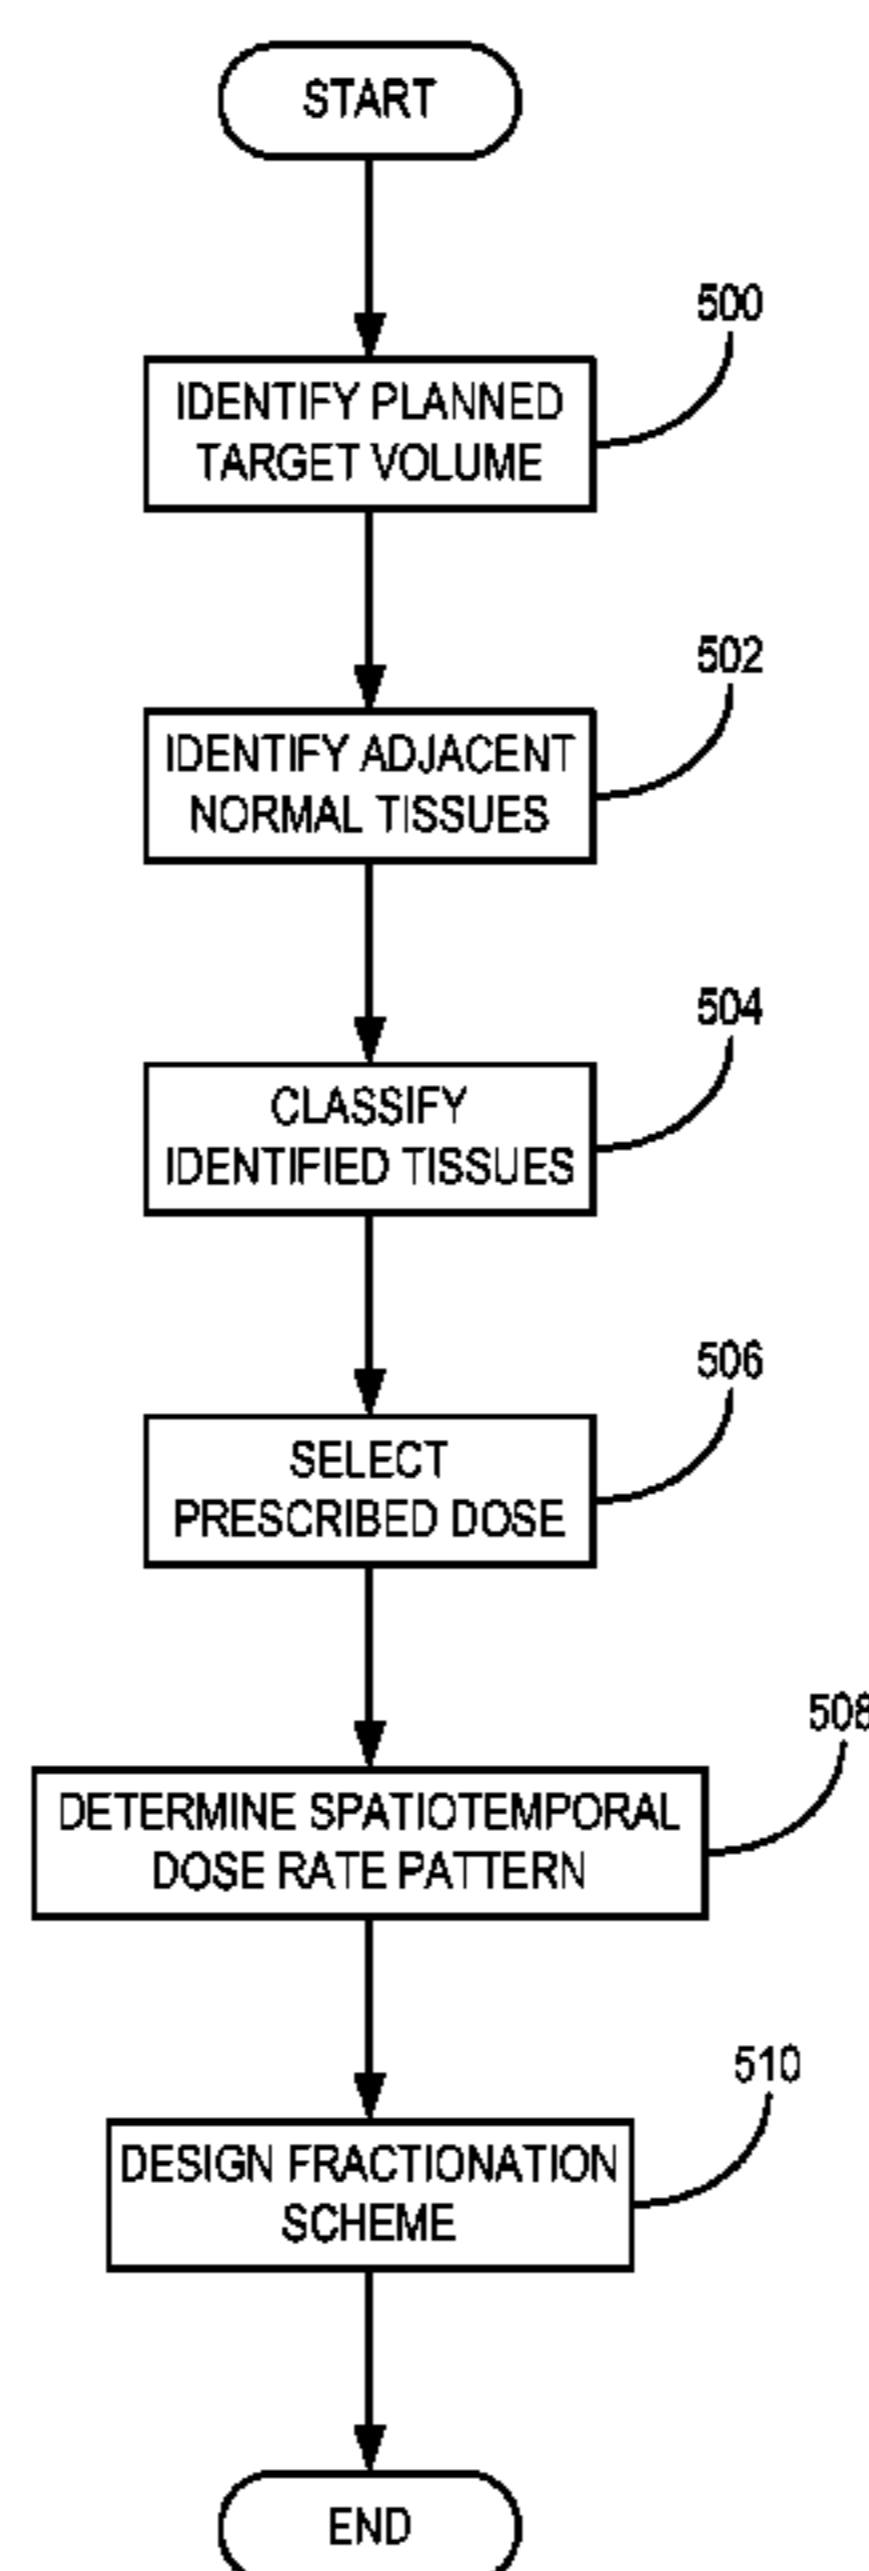 START
500
IDENTIFY PLANNED
TARGET VOLUME
502
IDENTIFY ADJACENT
NORMAL TISSUES
504
CLASSIFY
IDENTIFIED TISSUES
506
SELECT
PRESCRIBED DOSE
508
DETERMINE SPATIOTEMPORAL
DOSE RATE PATTERN
510
DESIGN FRACTIONATION
SCHEME
END